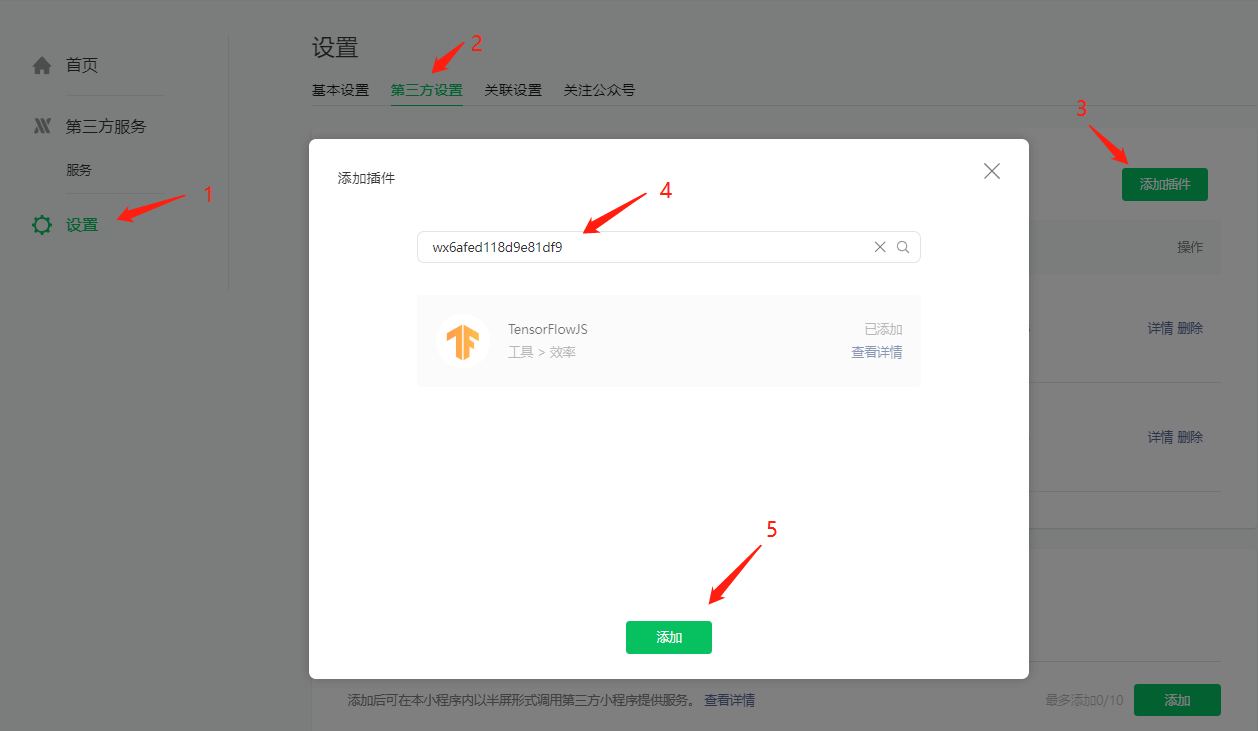 设置
2
首页
基本设置 第三方设置 关联设置 关注公众号
3
第三方服务
服务
添加插件
添加插件
1
设置
4
wx6afed118d9e81df9
操作
TensorFlowJS
已添加
工具 > 效率
查看详情
详情 删除
详情 删除
5
添加
添加后可在本小程序内以半屏形式调用第三方小程序提供服务。 查看详情
最多添加0/10
添加